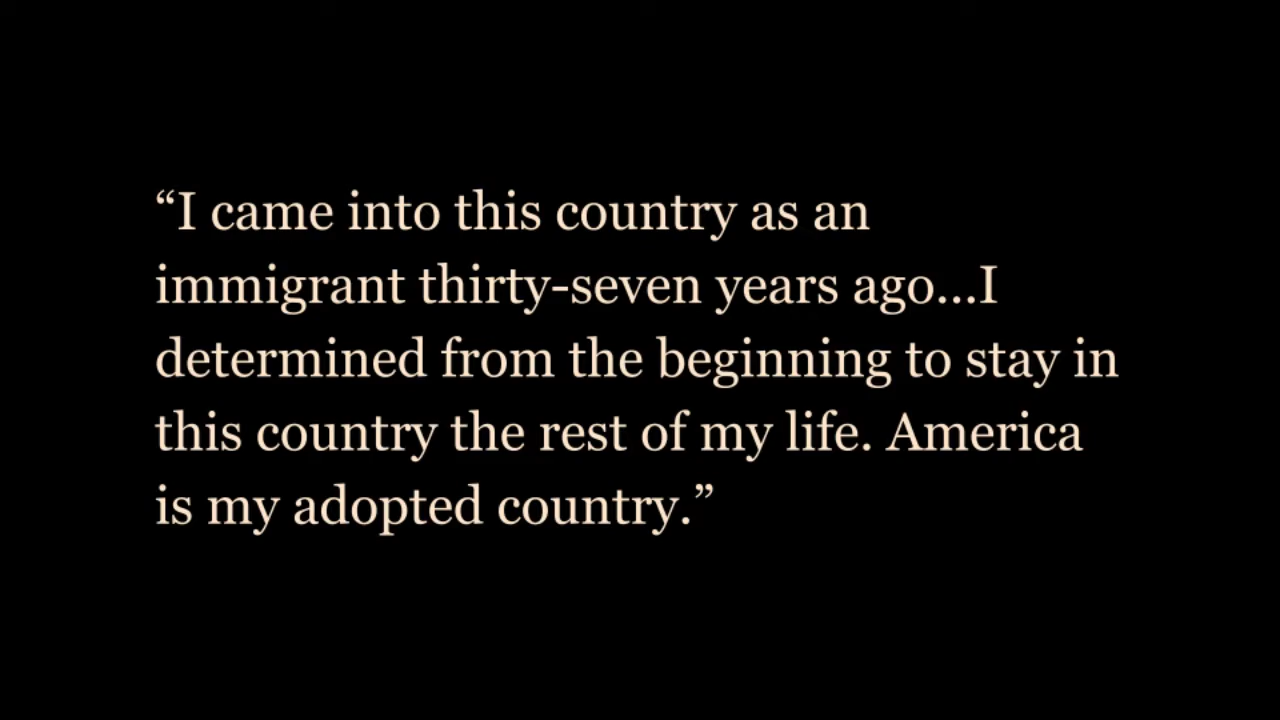 “I came into this country as an
immigrant thirty-seven years ago...I
determined from the beginning to stay in
this country the rest of my life. America
is my adopted country.”